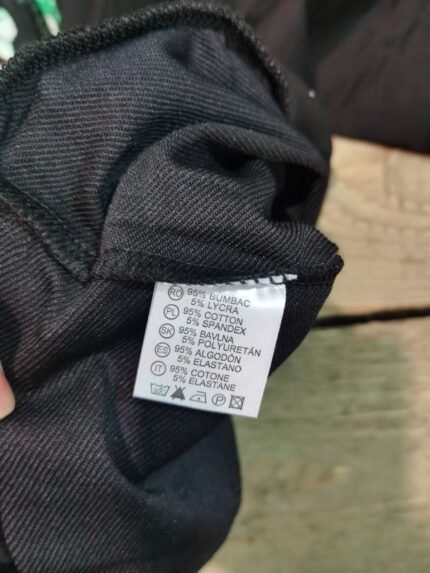 RO 95% BUMBAC
5% LYCRA
PL 95% COTTON
5% SPANDEX
SK 95% BAVLNA
5% POLYURETÁN
ES 95% ALGODÓN
5% ELASTANO
IT 95% COTONE
5% ELASTANE
P